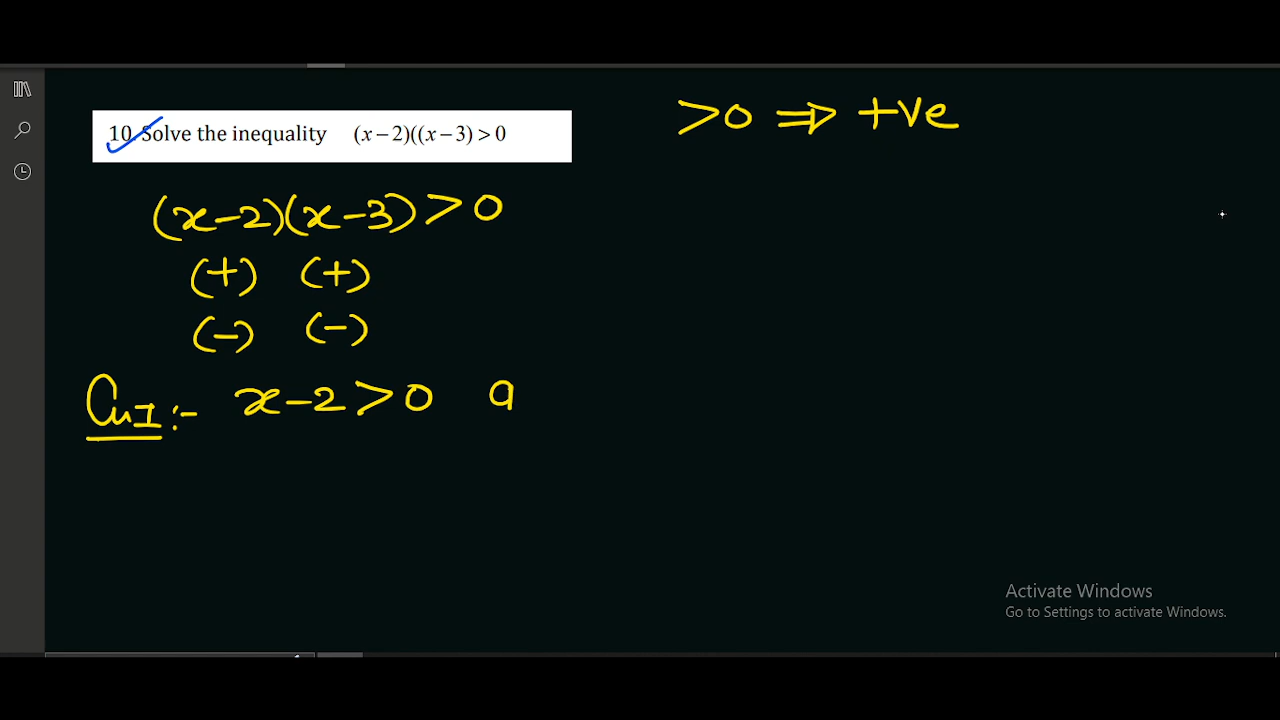 10. Solve the inequality (x – 2)((x – 3) > 0
>0 ⇒ +ve
(x-2)(x-3)>0
(+) (+)
(-) (-)
I:- x-2>0 a
Activate Windows
Go to Settings to activate Windows.